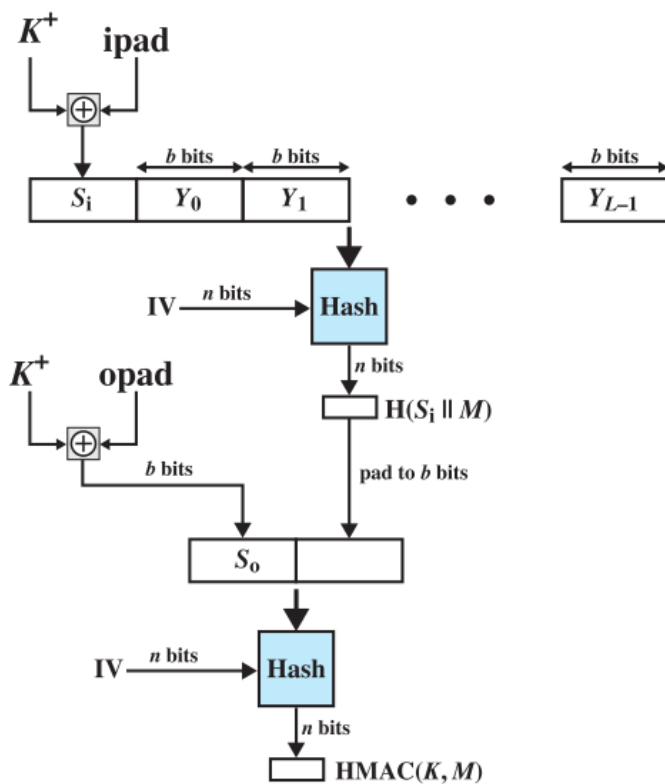 K⁺ ipad
b bits b bits b bits
Sᵢ Y₀ Y₁ • • • Y_{L–1}
n bits
IV Hash
n bits
K⁺ opad
H(Sᵢ || M)
b bits pad to b bits
Sₒ
n bits
IV Hash
n bits
HMAC(K, M)